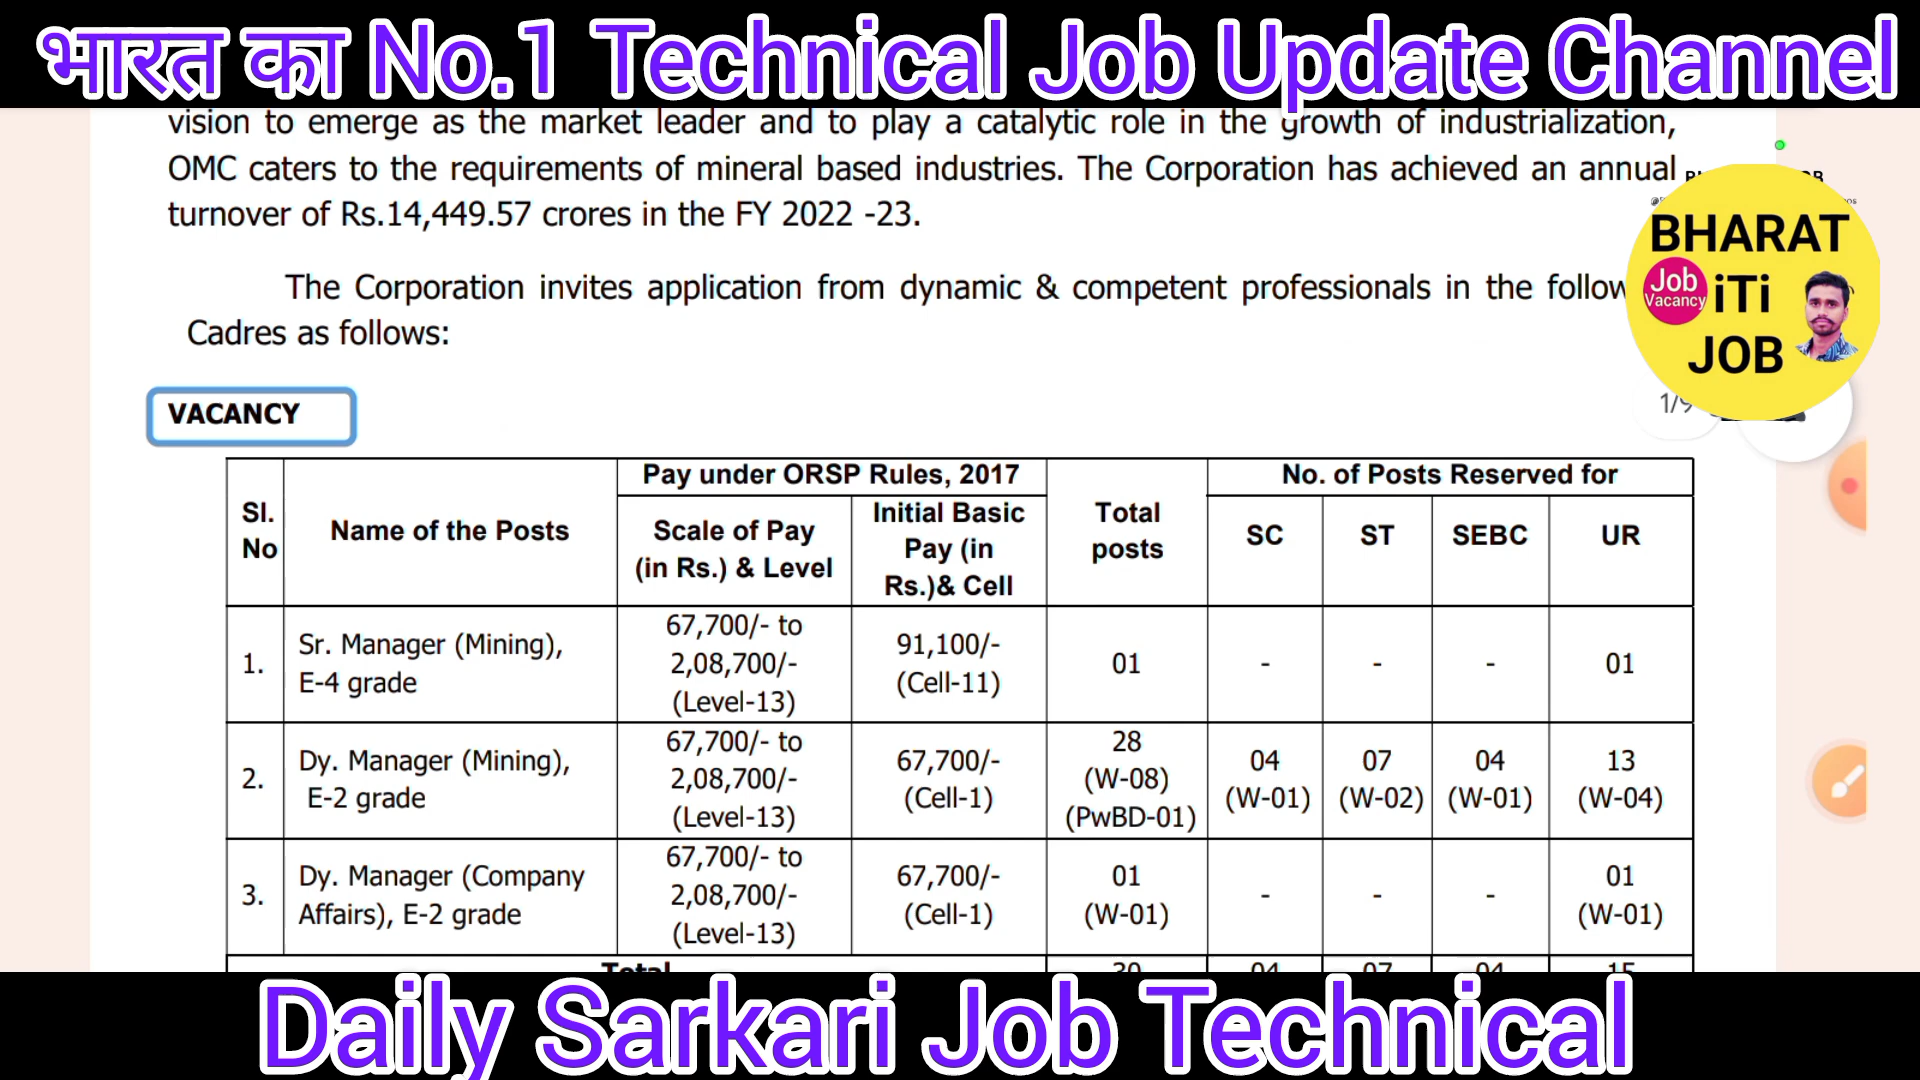 भारत का No.1 Technical Job Update Channel
vision to emerge as the market leader and to play a catalytic role in the growth of industrialization,
OMC caters to the requirements of mineral based industries. The Corporation has achieved an annual
turnover of Rs.14,449.57 crores in the FY 2022 -23.
BHARAT
Job
Vacancy
iTi
JOB
The Corporation invites application from dynamic & competent professionals in the
Cadres as follows:
VACANCY
Sl. No
Name of the Posts
Pay under ORSP Rules, 2017
Scale of Pay
(in Rs.) & Level
Initial Basic
Pay (in
Rs.)& Cell
Total
posts
No. of Posts Reserved for
SC ST SEBC UR
1.
Sr. Manager (Mining),
E-4 grade
67,700/- to
2,08,700/-
(Level-13)
91,100/-
(Cell-11)
01
- - - 01
2.
Dy. Manager (Mining),
E-2 grade
67,700/- to
2,08,700/-
(Level-13)
67,700/-
(Cell-1)
28
(W-08)
(PwBD-01)
04
(W-01)
07
(W-02)
04
(W-01)
13
(W-04)
3.
Dy. Manager (Company
Affairs), E-2 grade
67,700/- to
2,08,700/-
(Level-13)
67,700/-
(Cell-1)
01
(W-01)
- - - 01
(W-01)
Total 30 04 07 04 15
Daily Sarkari Job Technical